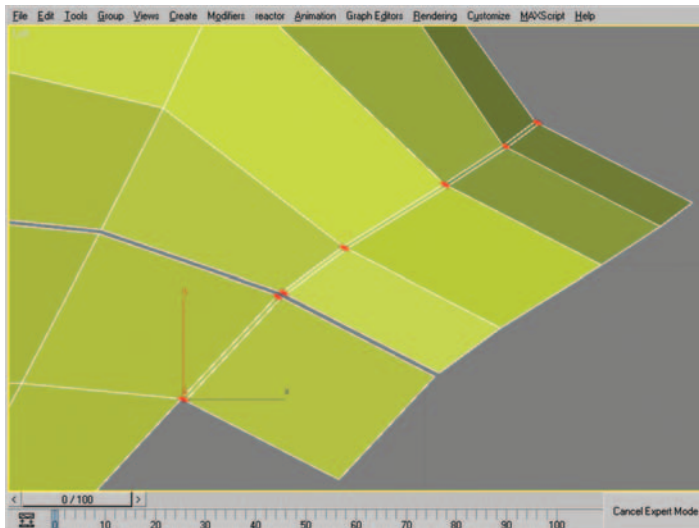 File Edit Tools Group Views Create Modifiers reactor Animation Graph Editors Rendering Customize MAXScript Help
< 0 / 100 >
0 10 20 30 40 50 60 70 80 90 100
Cancel Expert Mode